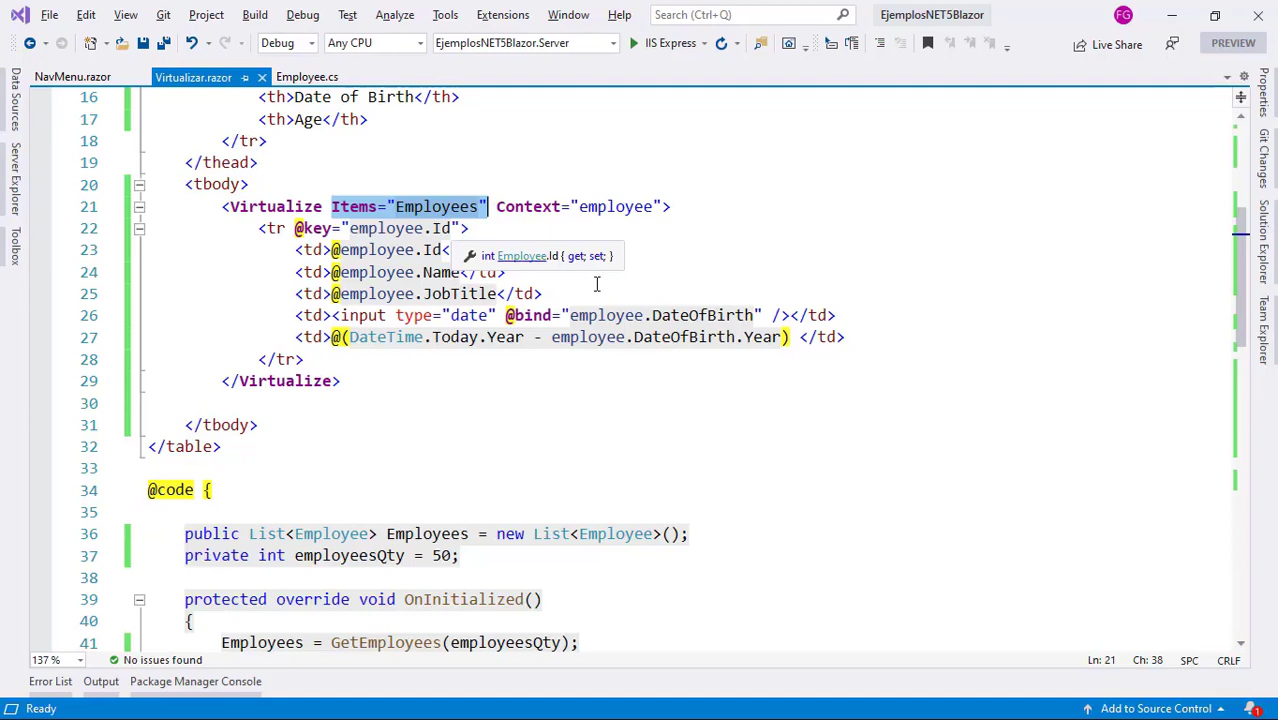 File Edit View Git Project Build Debug Test Analyze Tools Extensions Window Help Search (Ctrl+Q) EjemplosNET5Blazor FG
Debug Any CPU EjemplosNET5Blazor.Server IIS Express Live Share PREVIEW
NavMenu.razor Virtualizar.razor Employee.cs
Data Sources
Server Explorer
Toolbox
16 <th>Date of Birth</th>
17 <th>Age</th>
18 </tr>
19 </thead>
20 <tbody>
21 <Virtualize Items="Employees" Context="employee">
22 <tr @key="employee.Id">
23 <td>@employee.Id<
int Employee.Id { get; set; }
24 <td>@employee.Name</td>
25 <td>@employee.JobTitle</td>
26 <td><input type="date" @bind="employee.DateOfBirth" /></td>
27 <td>@(DateTime.Today.Year - employee.DateOfBirth.Year) </td>
28 </tr>
29 </Virtualize>
30
31 </tbody>
32 </table>
33
34 @code {
35
36 public List<Employee> Employees = new List<Employee>();
37 private int employeesQty = 50;
38
39 protected override void OnInitialized()
40 {
41 Employees = GetEmployees(employeesQty);
Properties
Git Changes
Solution Explorer
Team Explorer
137 % No issues found Ln: 21 Ch: 38 SPC CRLF
Error List Output Package Manager Console
Ready Add to Source Control 1